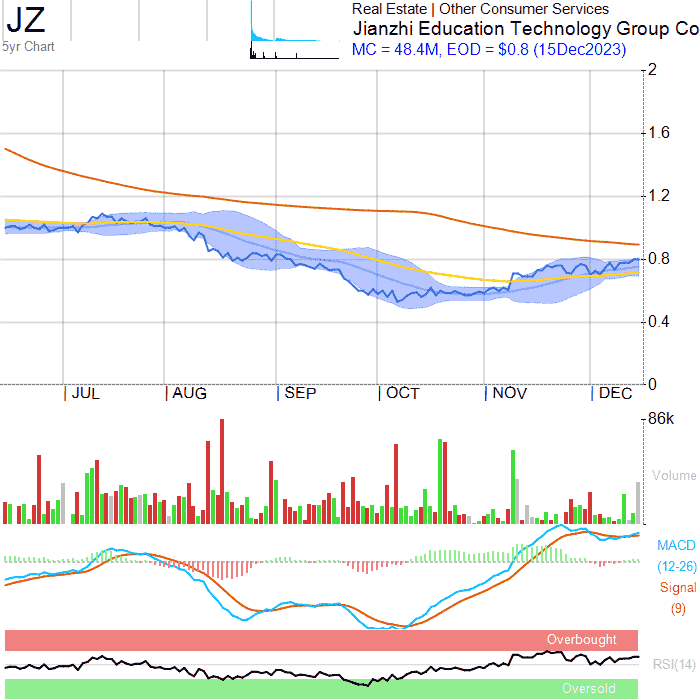 JZ
5yr Chart
Real Estate | Other Consumer Services
Jianzhi Education Technology Group Co
MC = 48.4M, EOD = $0.8 (15Dec2023)
2
1.6
1.2
0.8
0.4
0
JUL AUG SEP OCT NOV DEC
86k
Volume
MACD
(12-26)
Signal
(9)
Overbought
RSI(14)
Oversold